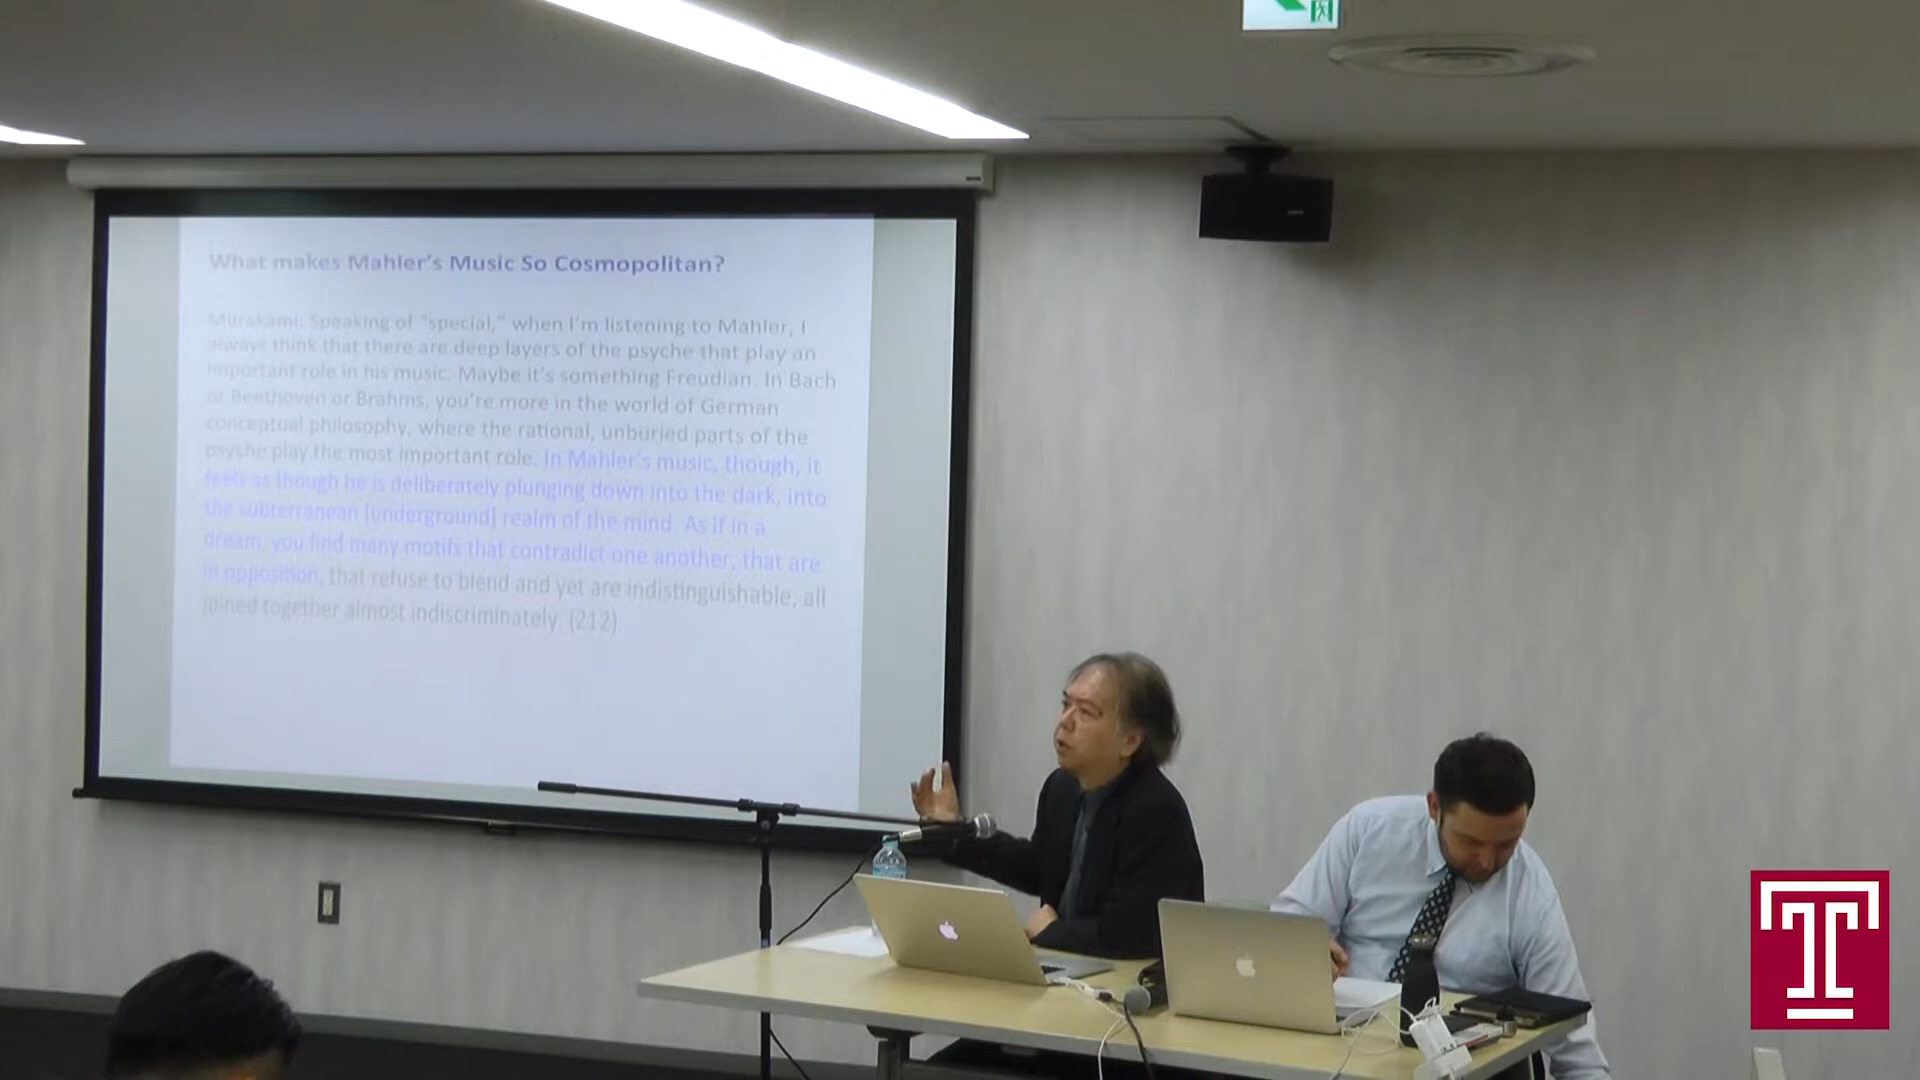 What makes Mahler's Music So Cosmopolitan?
Murakami: Speaking of "special," when I'm listening to Mahler, I
always think that there are deep layers of the psyche that play an
important role in his music. Maybe it's something Freudian. In Bach
or Beethoven or Brahms, you're more in the world of German
conceptual philosophy, where the rational, unburied parts of the
psyche play the most important role. In Mahler's music, though, it
feels as though he is deliberately plunging down into the dark, into
the subterranean [underground] realm of the mind. As if in a
dream, you find many motifs that contradict one another, that are
in opposition, that refuse to blend and yet are indistinguishable, all
joined together almost indiscriminately. (212)
T